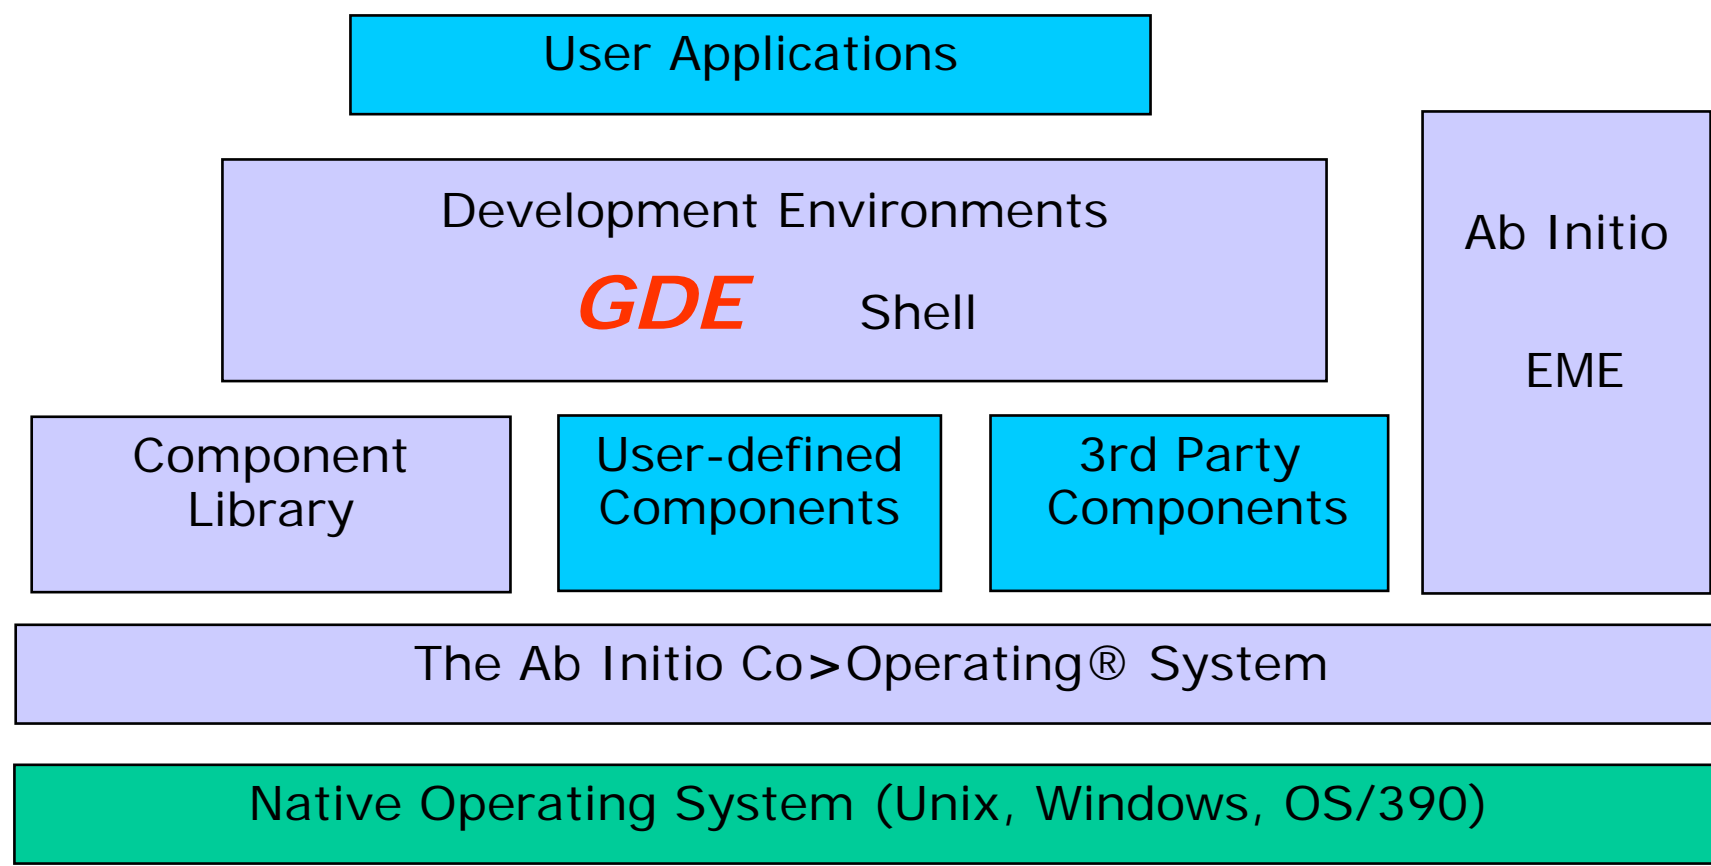 User Applications
Development Environments
GDE Shell
Ab Initio
EME
Component
Library
User-defined
Components
3rd Party
Components
The Ab Initio Co>Operating® System
Native Operating System (Unix, Windows, OS/390)